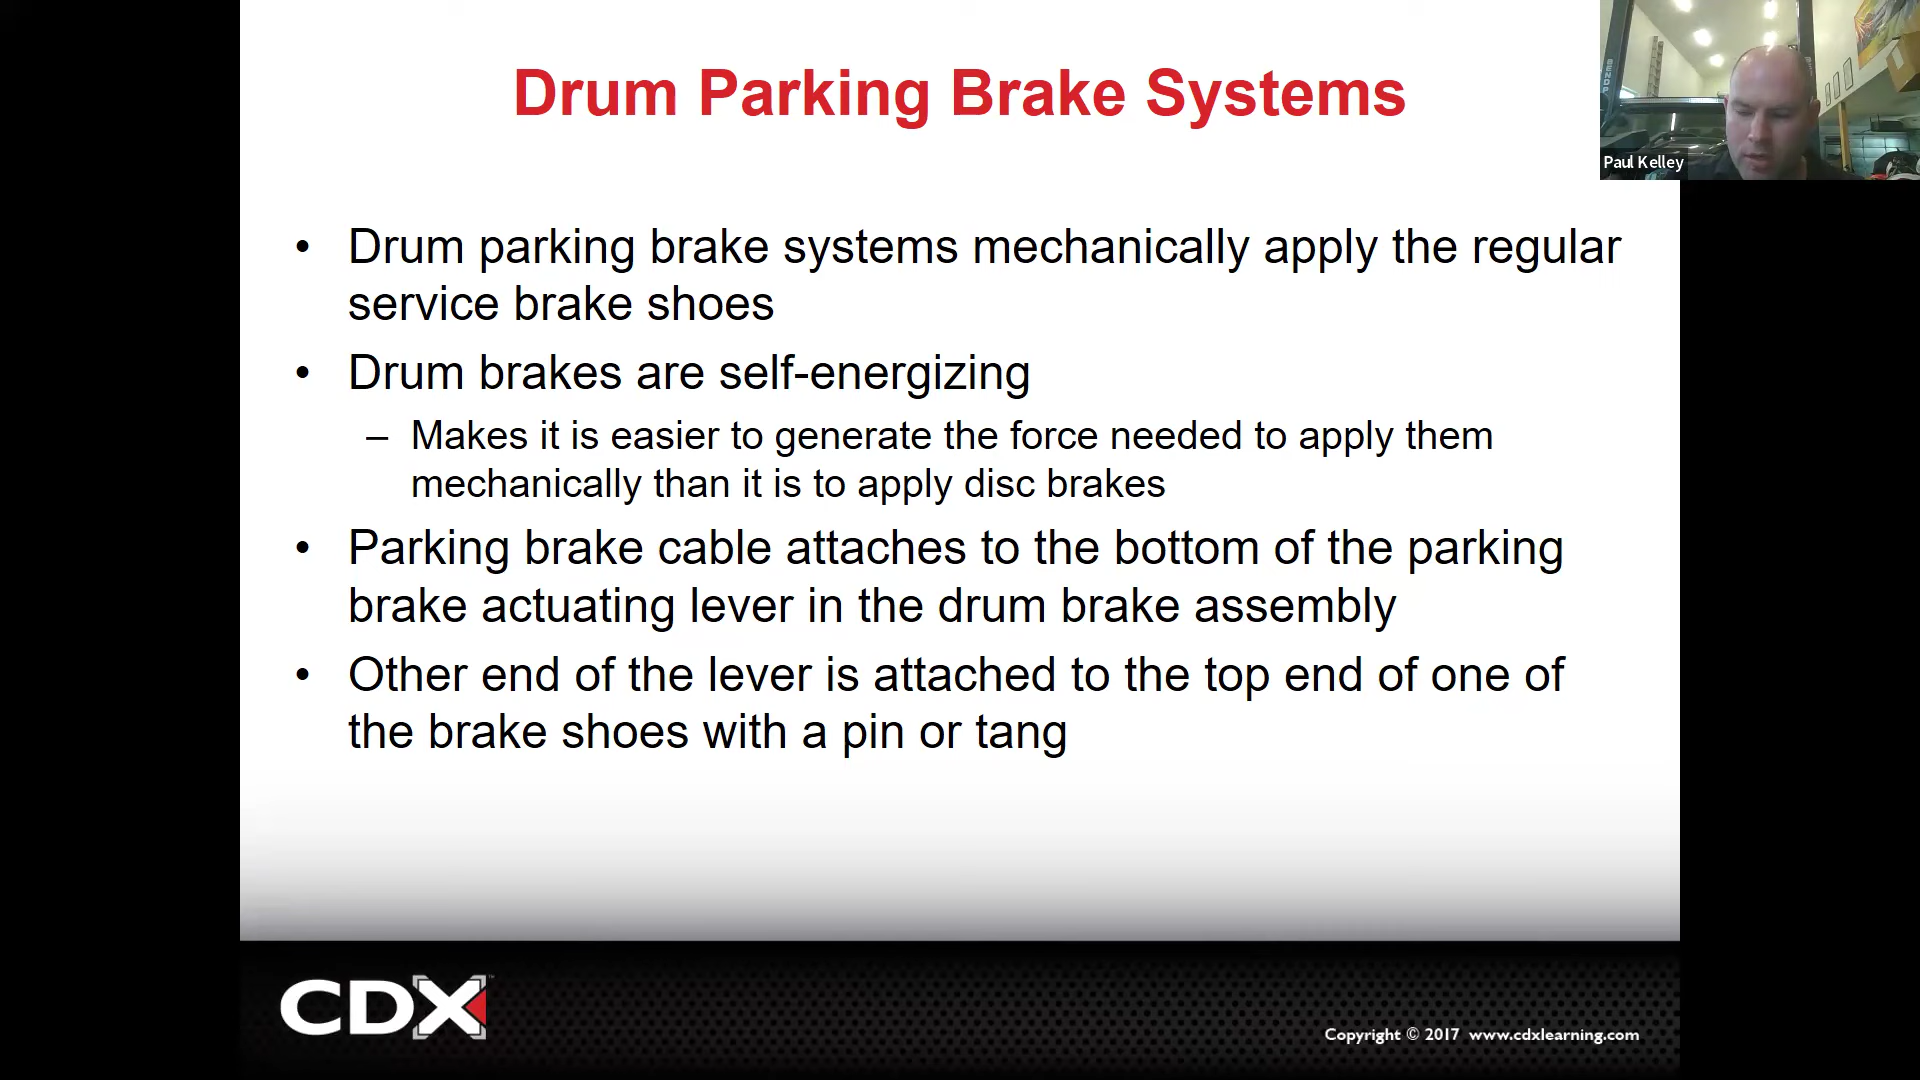 Drum Parking Brake Systems
BENDP
Paul Kelley
• Drum parking brake systems mechanically apply the regular
service brake shoes
• Drum brakes are self-energizing
– Makes it is easier to generate the force needed to apply them
mechanically than it is to apply disc brakes
• Parking brake cable attaches to the bottom of the parking
brake actuating lever in the drum brake assembly
• Other end of the lever is attached to the top end of one of
the brake shoes with a pin or tang
CDX™
Copyright © 2017 www.cdxlearning.com